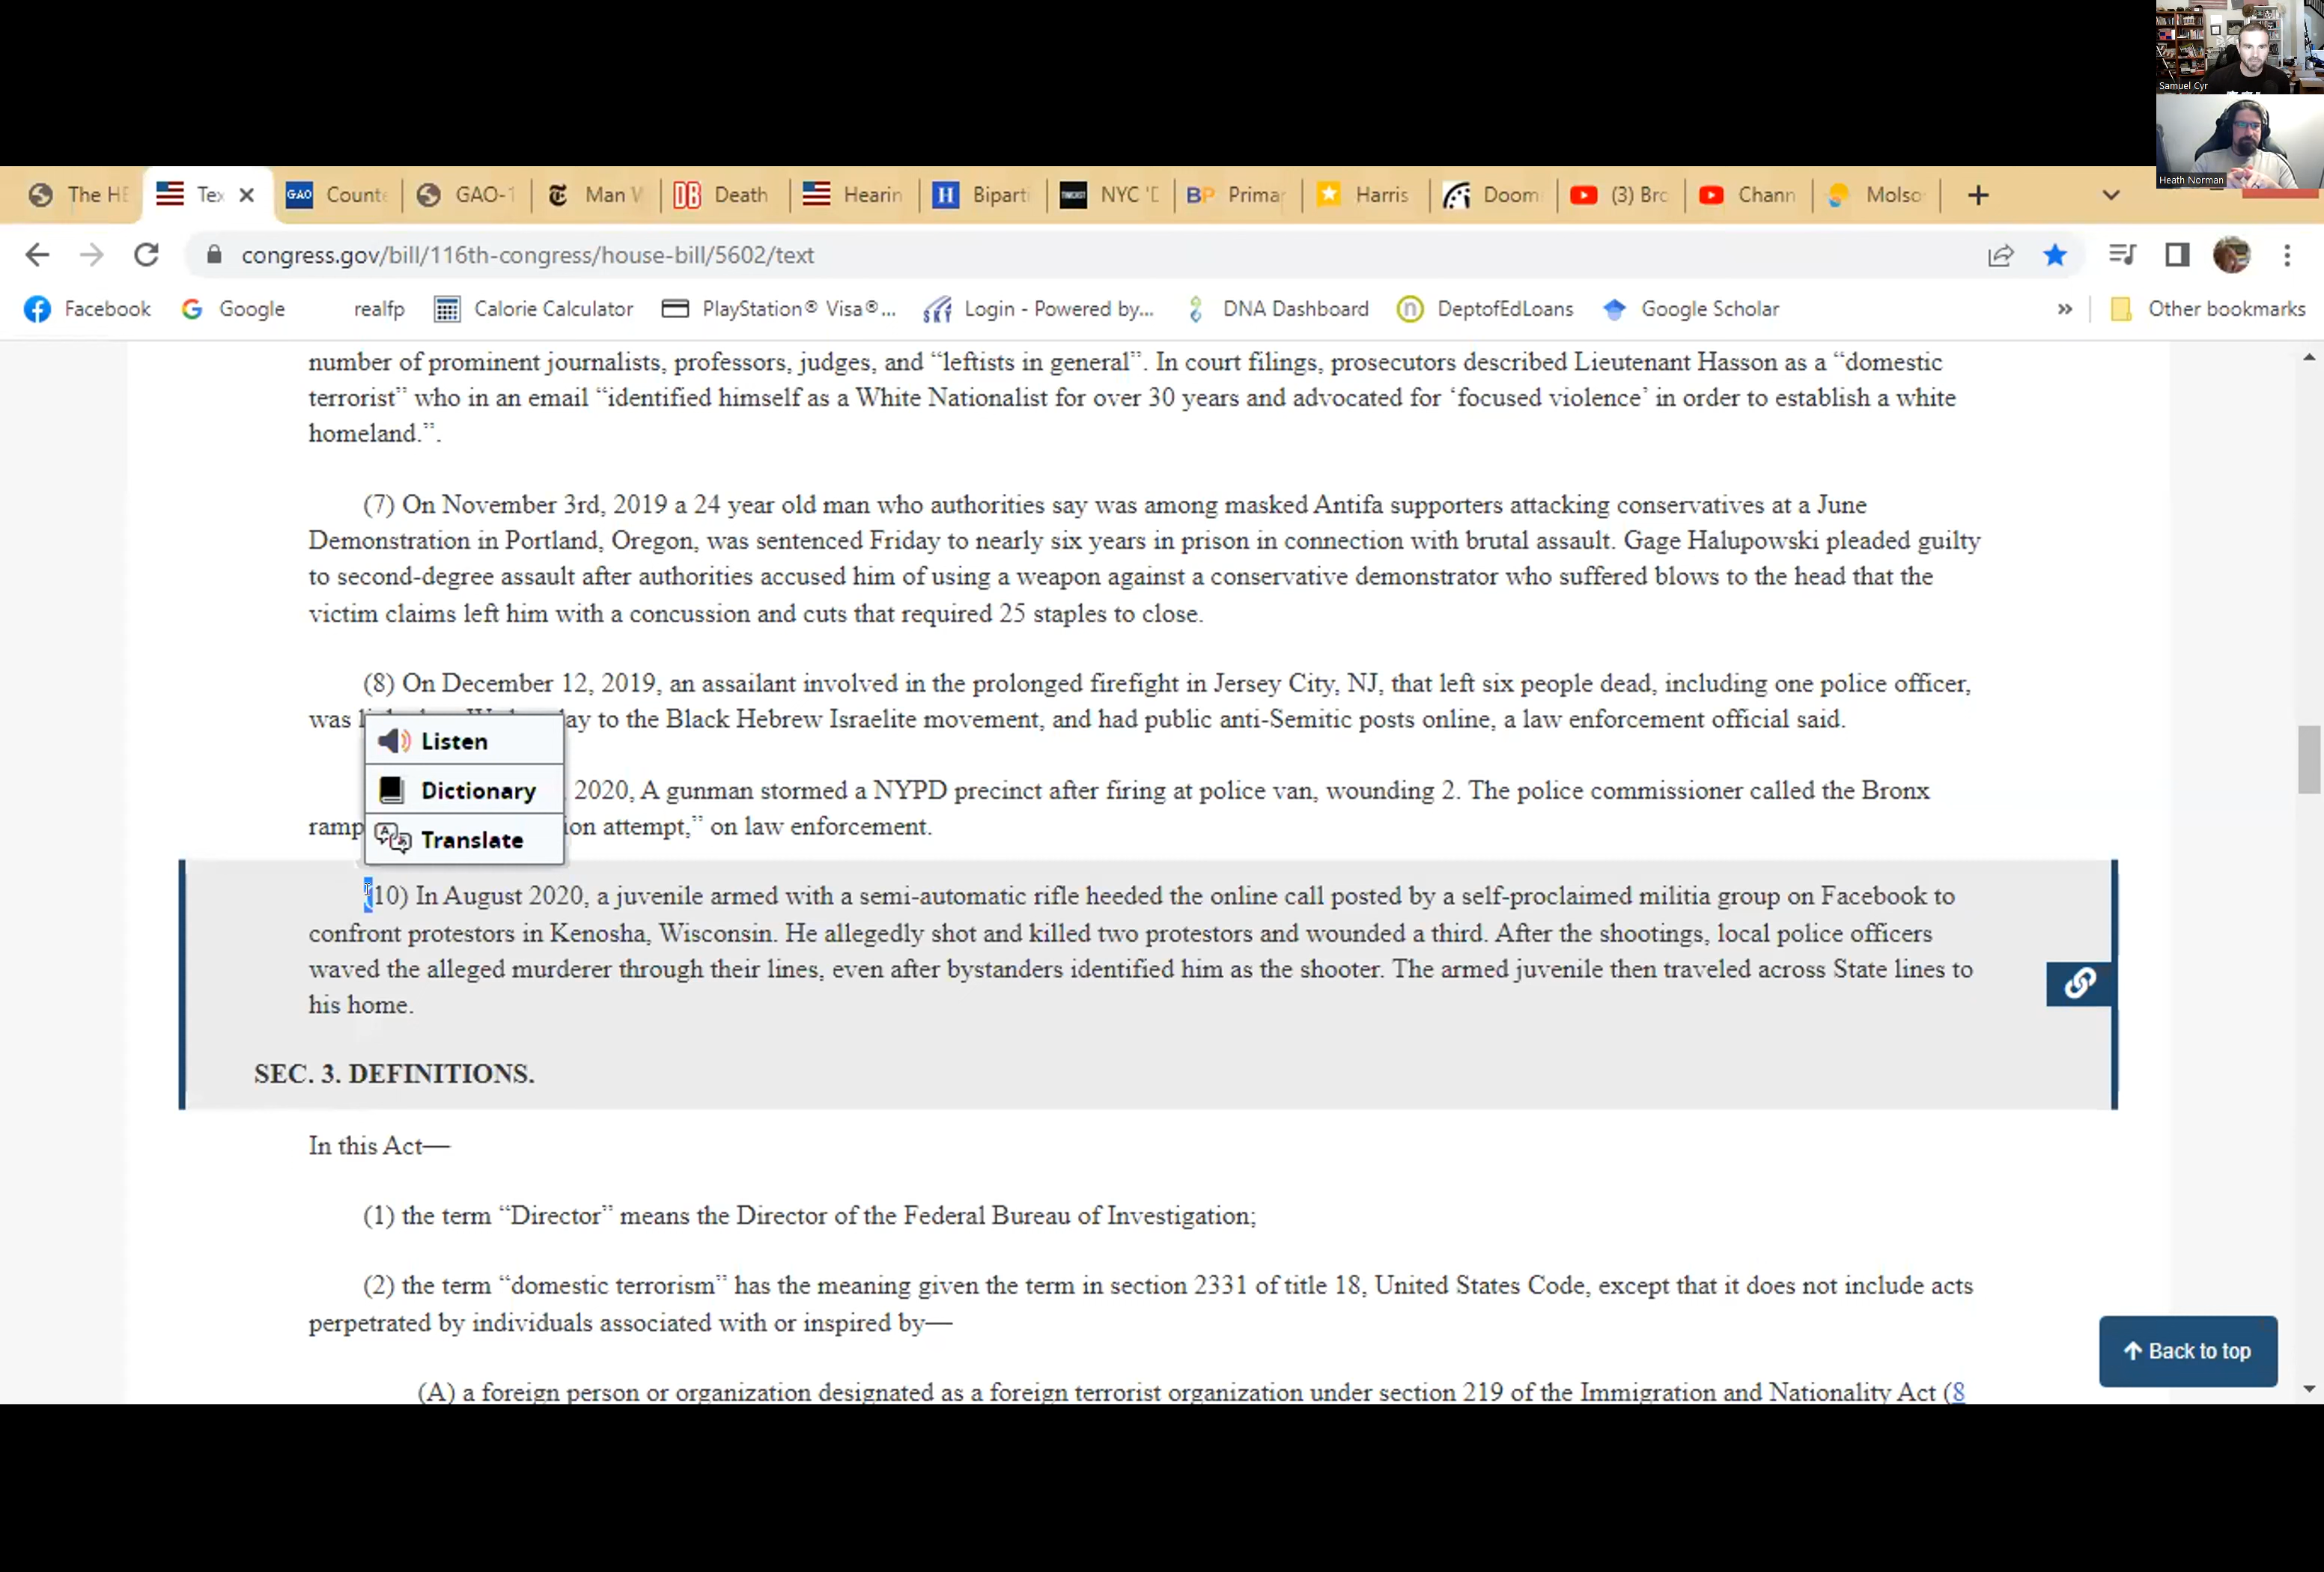 Samuel Cyr
Heath Norman
The HE
Tex
GAO Counte
GAO-1
Man W
DB Death
Hearin
H Biparti
NYC 'D
BP Primar
Harris
Doom
(3) Bro
Chann
Molso
congress.gov/bill/116th-congress/house-bill/5602/text
Facebook Google realfp Calorie Calculator PlayStation® Visa®... Login - Powered by... DNA Dashboard DeptofEdLoans Google Scholar » Other bookmarks
number of prominent journalists, professors, judges, and “leftists in general”. In court filings, prosecutors described Lieutenant Hasson as a “domestic
terrorist” who in an email “identified himself as a White Nationalist for over 30 years and advocated for ‘focused violence’ in order to establish a white
homeland.”.
(7) On November 3rd, 2019 a 24 year old man who authorities say was among masked Antifa supporters attacking conservatives at a June
Demonstration in Portland, Oregon, was sentenced Friday to nearly six years in prison in connection with brutal assault. Gage Halupowski pleaded guilty
to second-degree assault after authorities accused him of using a weapon against a conservative demonstrator who suffered blows to the head that the
victim claims left him with a concussion and cuts that required 25 staples to close.
(8) On December 12, 2019, an assailant involved in the prolonged firefight in Jersey City, NJ, that left six people dead, including one police officer,
was ay to the Black Hebrew Israelite movement, and had public anti-Semitic posts online, a law enforcement official said.
Listen
Dictionary
Translate
2020, A gunman stormed a NYPD precinct after firing at police van, wounding 2. The police commissioner called the Bronx
ramp ion attempt,” on law enforcement.
(10) In August 2020, a juvenile armed with a semi-automatic rifle heeded the online call posted by a self-proclaimed militia group on Facebook to
confront protestors in Kenosha, Wisconsin. He allegedly shot and killed two protestors and wounded a third. After the shootings, local police officers
waved the alleged murderer through their lines, even after bystanders identified him as the shooter. The armed juvenile then traveled across State lines to
his home.
SEC. 3. DEFINITIONS.
In this Act—
(1) the term “Director” means the Director of the Federal Bureau of Investigation;
(2) the term “domestic terrorism” has the meaning given the term in section 2331 of title 18, United States Code, except that it does not include acts
perpetrated by individuals associated with or inspired by—
Back to top
(A) a foreign person or organization designated as a foreign terrorist organization under section 219 of the Immigration and Nationality Act (8